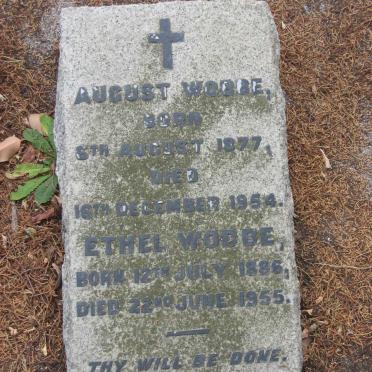 AUGUST WOBBE,
BORN
5TH AUGUST 1877,
DIED
16TH DECEMBER 1954.
ETHEL WOBBE,
BORN 12TH JULY 1886,
DIED 22ND JUNE 1955.
THY WILL BE DONE.